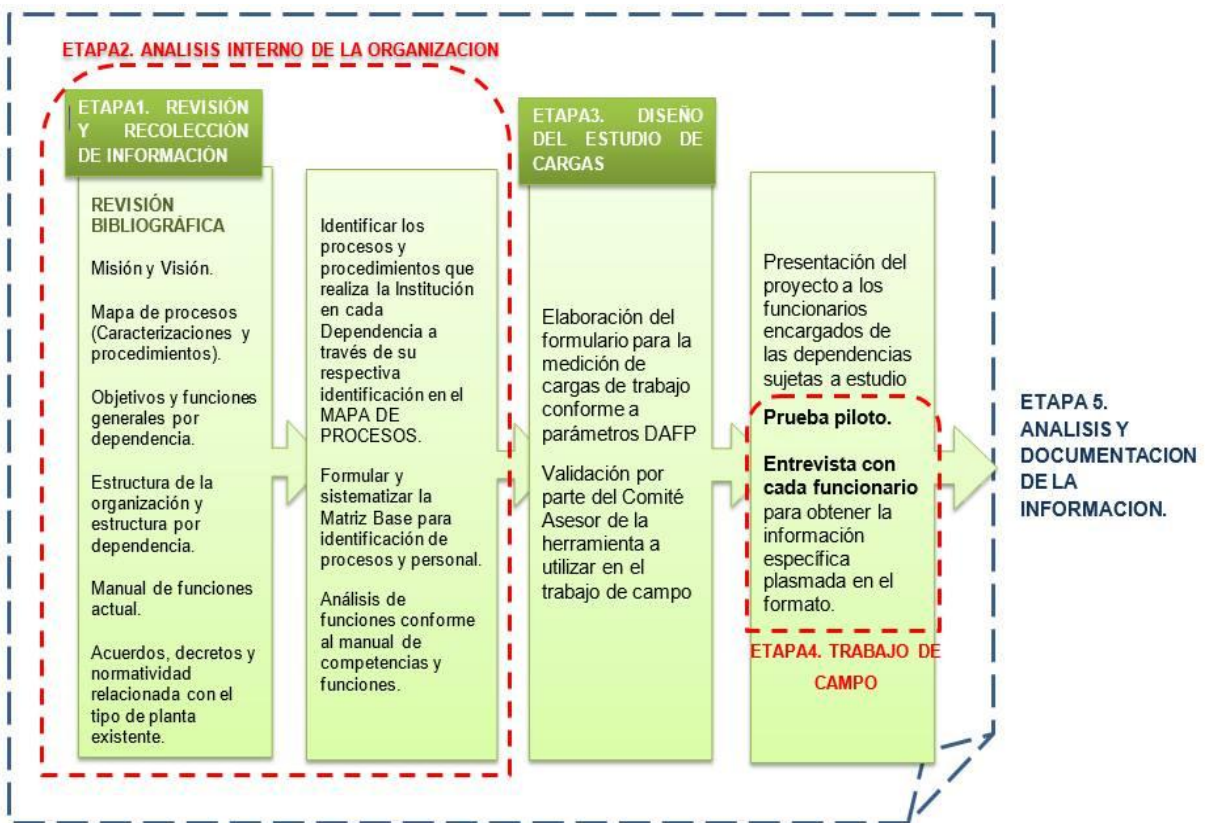 ETAPA2. ANALISIS INTERNO DE LA ORGANIZACION
ETAPA1. REVISIÓN
Y RECOLECCIÓN
DE INFORMACIÓN
REVISIÓN
BIBLIOGRÁFICA
Misión y Visión.
Mapa de procesos
(Caracterizaciones y
procedimientos).
Objetivos y funciones
generales por
dependencia.
Estructura de la
organización y
estructura por
dependencia.
Manual de funciones
actual.
Acuerdos, decretos y
normatividad
relacionada con el
tipo de planta
existente.
Identificar los
procesos y
procedimientos que
realiza la Institución
en cada
Dependencia a
través de su
respectiva
identificación en el
MAPA DE
PROCESOS.
Formular y
sistematizar la
Matriz Base para
identificación de
procesos y personal.
Análisis de
funciones conforme
al manual de
competencias y
funciones.
ETAPA3. DISEÑO
DEL ESTUDIO DE
CARGAS
Elaboración del
formulario para la
medición de
cargas de trabajo
conforme a
parámetros DAFP
Validación por
parte del Comité
Asesor de la
herramienta a
utilizar en el
trabajo de campo
Presentación del
proyecto a los
funcionarios
encargados de
las dependencias
sujetas a estudio
Prueba piloto.
Entrevista con
cada funcionario
para obtener la
información
específica
plasmada en el
formato.
ETAPA4. TRABAJO DE
CAMPO
ETAPA 5.
ANALISIS Y
DOCUMENTACION
DE LA
INFORMACION.